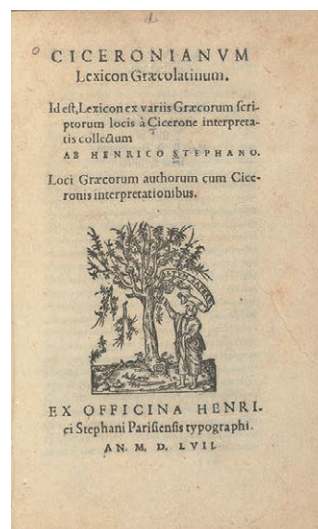 CICERONIANVM
Lexicon Græcolatinum.
Id est, Lexicon ex variis Græcorum scri-
ptorum locis à Cicerone interpreta-
tis collectum
AB HENRICO STEPHANO.
Loci Græcorum authorum cum Cice-
ronis interpretationibus.
EX OFFICINA HENRI-
ci Stephani Parisiensis typographi.
AN. M. D. LVII.